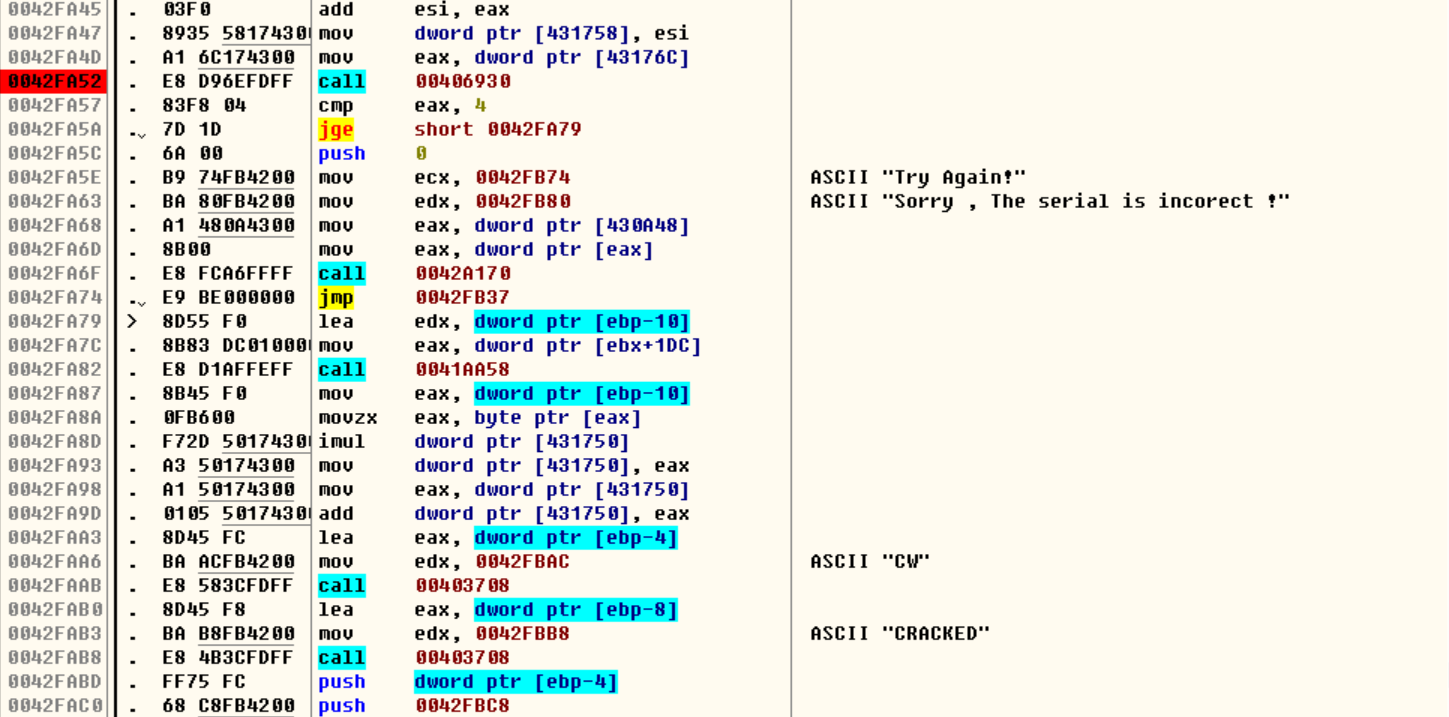 0042FA45 . 03F0 add esi, eax
0042FA47 . 8935 5817430 mov dword ptr [431758], esi
0042FA4D . A1 6C174300 mov eax, dword ptr [43176C]
0042FA52 . E8 D96EFDFF call 00406930
0042FA57 . 83F8 04 cmp eax, 4
0042FA5A . 7D 1D jge short 0042FA79
0042FA5C . 6A 00 push 0
0042FA5E . B9 74FB4200 mov ecx, 0042FB74 ASCII "Try Again!"
0042FA63 . BA 80FB4200 mov edx, 0042FB80 ASCII "Sorry , The serial is incorect !"
0042FA68 . A1 480A4300 mov eax, dword ptr [430A48]
0042FA6D . 8B00 mov eax, dword ptr [eax]
0042FA6F . E8 FCA6FFFF call 0042A170
0042FA74 . E9 BE000000 jmp 0042FB37
0042FA79 > 8D55 F0 lea edx, dword ptr [ebp-10]
0042FA7C . 8B83 DC01000 mov eax, dword ptr [ebx+1DC]
0042FA82 . E8 D1AFFEFF call 0041AA58
0042FA87 . 8B45 F0 mov eax, dword ptr [ebp-10]
0042FA8A . 0FB600 movzx eax, byte ptr [eax]
0042FA8D . F72D 5017430 imul dword ptr [431750]
0042FA93 . A3 50174300 mov dword ptr [431750], eax
0042FA98 . A1 50174300 mov eax, dword ptr [431750]
0042FA9D . 0105 5017430 add dword ptr [431750], eax
0042FAA3 . 8D45 FC lea eax, dword ptr [ebp-4]
0042FAA6 . BA ACFB4200 mov edx, 0042FBAC ASCII "CW"
0042FAAB . E8 583CFDFF call 00403708
0042FAB0 . 8D45 F8 lea eax, dword ptr [ebp-8]
0042FAB3 . BA B8FB4200 mov edx, 0042FBB8 ASCII "CRACKED"
0042FAB8 . E8 4B3CFDFF call 00403708
0042FABD . FF75 FC push dword ptr [ebp-4]
0042FAC0 . 68 C8FB4200 push 0042FBC8